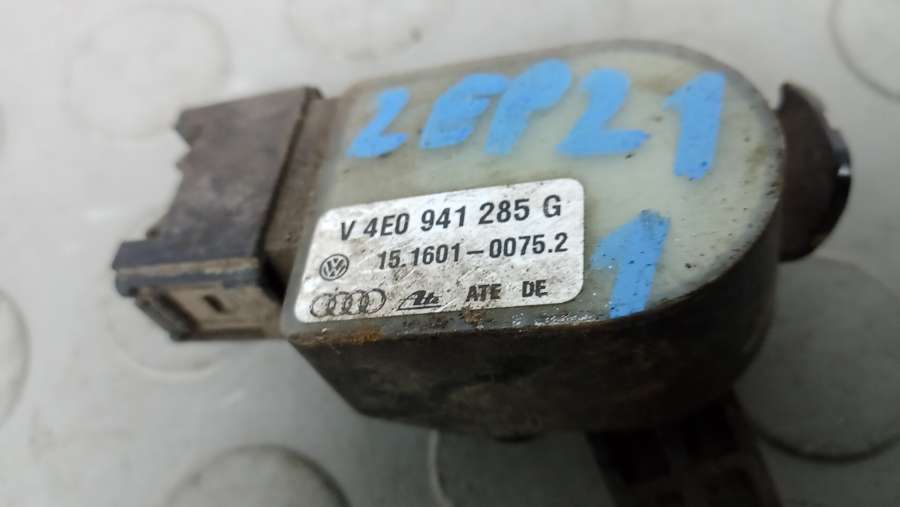 LEP21
1
V 4E0 941 285 G
15.1601-0075.2
ATE DE